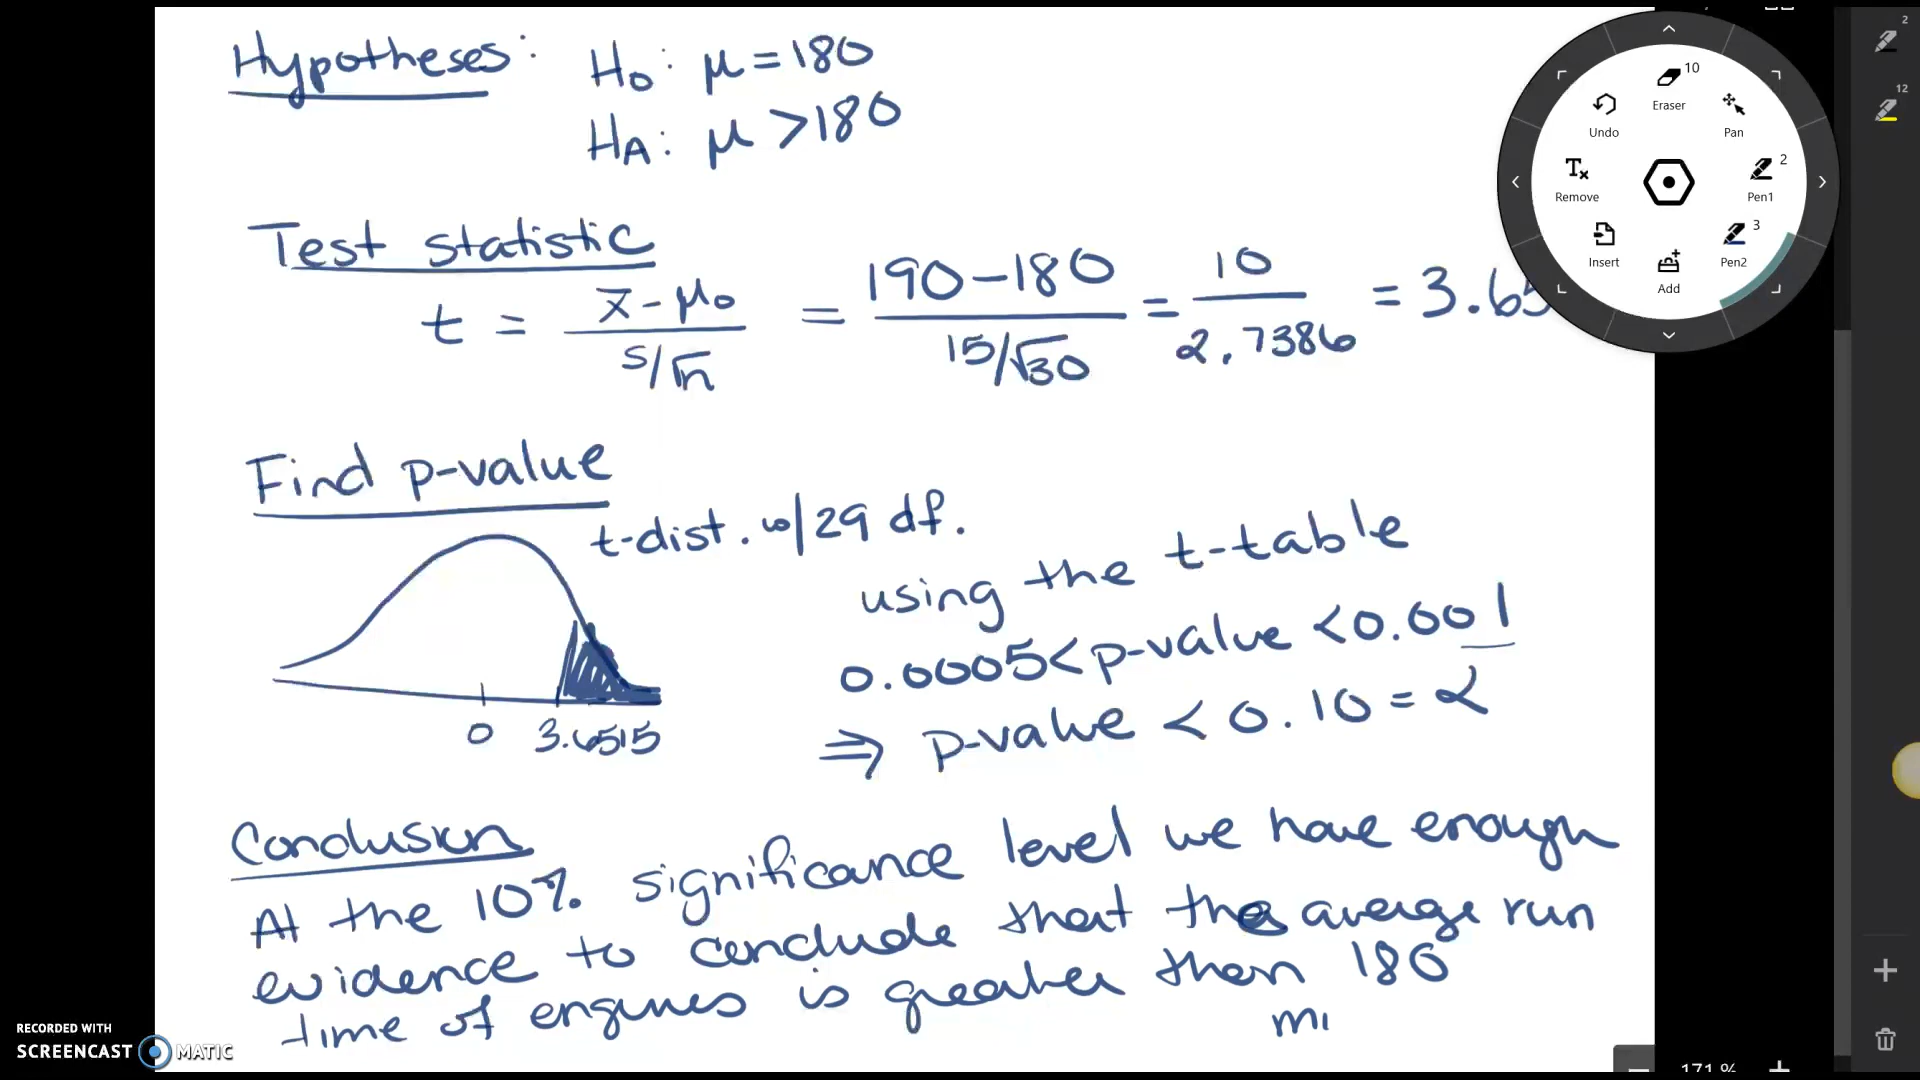 Hypotheses: H0: μ = 180
HA: μ > 180
Test statistic
t = x̄ - μ0 / s/√n = 190 - 180 / 15/√30 = 10 / 2.7386 = 3.65
Find p-value
t-dist. w/ 29 df.
using the t-table
0.0005 < p-value < 0.001
⇒ p-value < 0.10 = α
0 3.6515
Conclusion
At the 10% significance level we have enough
evidence to conclude that the average run
time of engines is greater than 180
mi
Eraser 10
Undo
Pan
Remove
Pen1 2
Insert
Pen2 3
Add
2
12
RECORDED WITH
SCREENCAST MATIC
171 %